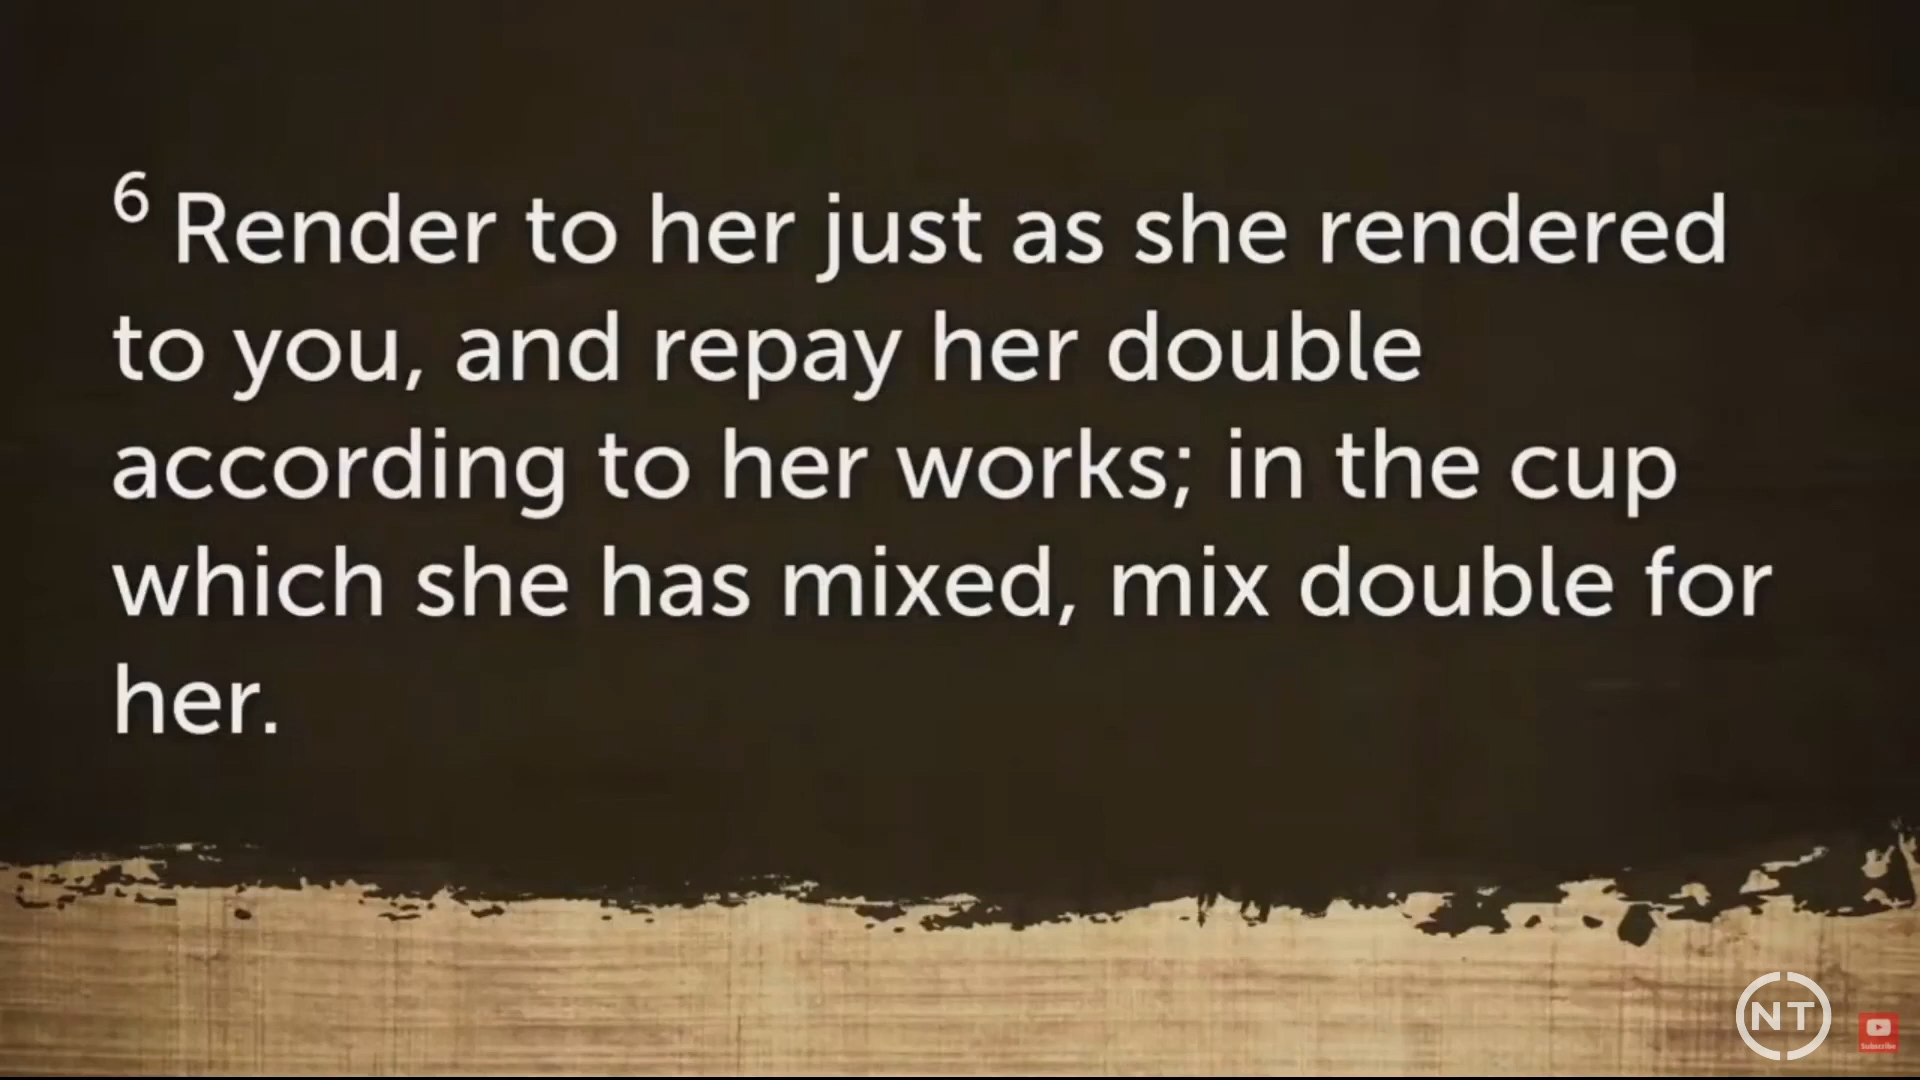 6 Render to her just as she rendered
to you, and repay her double
according to her works; in the cup
which she has mixed, mix double for
her.
NT
Subscribe